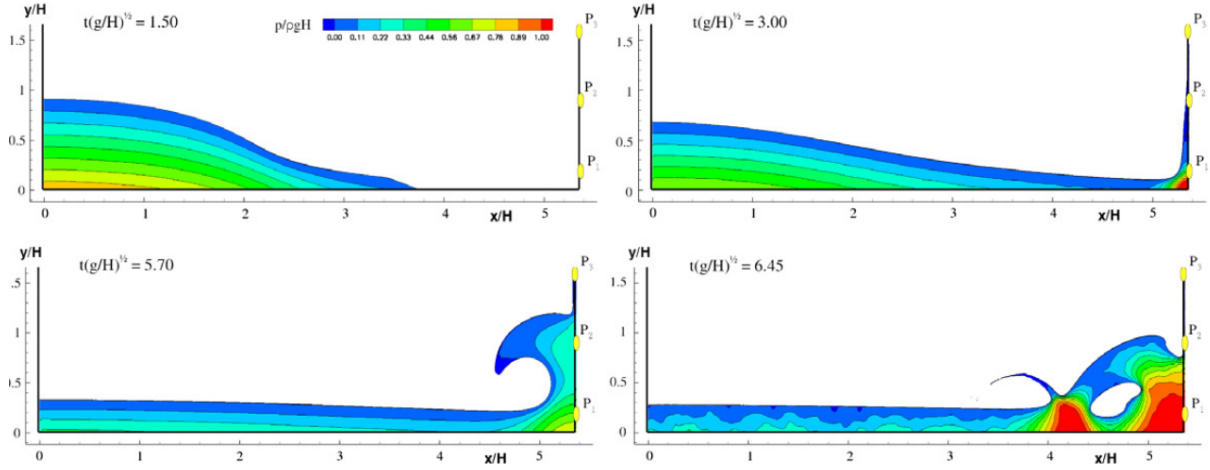 y/H
t(g/H)^½ = 1.50
p/ρgH
0.00 0.11 0.22 0.33 0.44 0.56 0.67 0.78 0.89 1.00
P3
1.5
P2
1
0.5
P1
0
0 1 2 3 4 5
x/H
y/H
t(g/H)^½ = 3.00
P3
1.5
P2
1
0.5
P1
0
0 1 2 3 4 5
x/H
y/H
t(g/H)^½ = 5.70
P3
.5
P2
1
0.5
P1
0
0 1 2 3 4 5
x/H
y/H
t(g/H)^½ = 6.45
P3
1.5
P2
1
0.5
P1
0
0 1 2 3 4 5
x/H